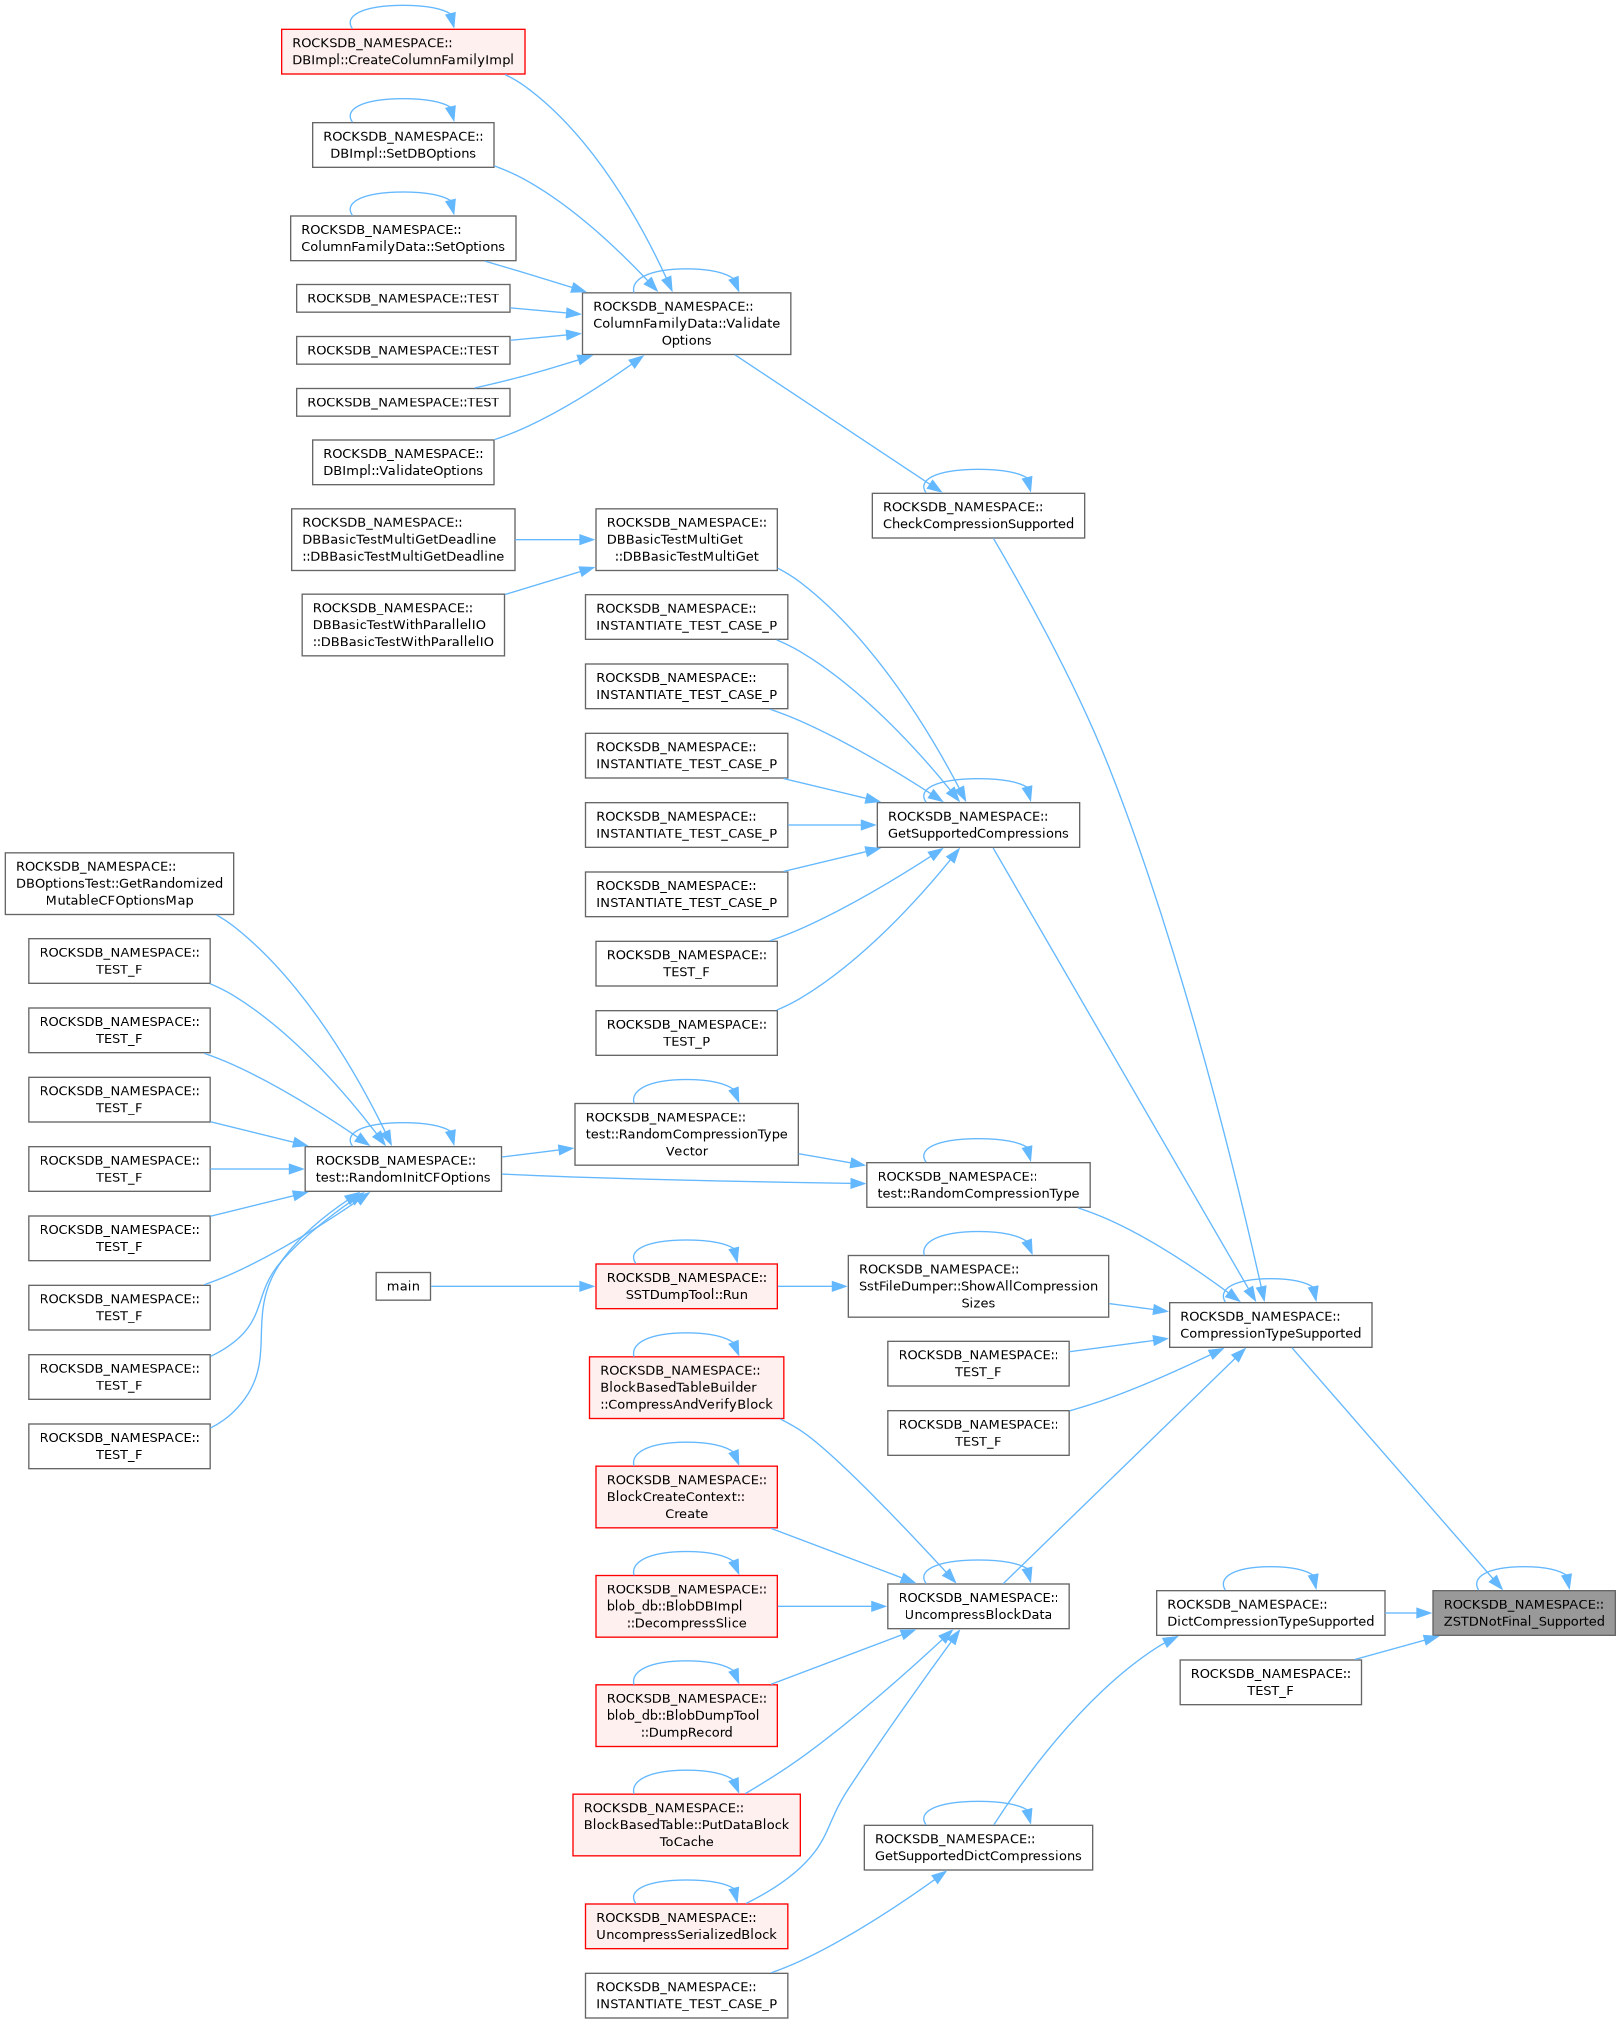 ROCKSDB_NAMESPACE::
DBImpl::CreateColumnFamilyImpl
ROCKSDB_NAMESPACE::
DBImpl::SetDBOptions
ROCKSDB_NAMESPACE::
ColumnFamilyData::SetOptions
ROCKSDB_NAMESPACE::TEST
ROCKSDB_NAMESPACE::
ColumnFamilyData::Validate
Options
ROCKSDB_NAMESPACE::TEST
ROCKSDB_NAMESPACE::TEST
ROCKSDB_NAMESPACE::
DBImpl::ValidateOptions
ROCKSDB_NAMESPACE::
CheckCompressionSupported
ROCKSDB_NAMESPACE::
DBBasicTestMultiGetDeadline
::DBBasicTestMultiGetDeadline
ROCKSDB_NAMESPACE::
DBBasicTestMultiGet
::DBBasicTestMultiGet
ROCKSDB_NAMESPACE::
DBBasicTestWithParallelIO
::DBBasicTestWithParallelIO
ROCKSDB_NAMESPACE::
INSTANTIATE_TEST_CASE_P
ROCKSDB_NAMESPACE::
INSTANTIATE_TEST_CASE_P
ROCKSDB_NAMESPACE::
INSTANTIATE_TEST_CASE_P
ROCKSDB_NAMESPACE::
INSTANTIATE_TEST_CASE_P
ROCKSDB_NAMESPACE::
GetSupportedCompressions
ROCKSDB_NAMESPACE::
INSTANTIATE_TEST_CASE_P
ROCKSDB_NAMESPACE::
DBOptionsTest::GetRandomized
MutableCFOptionsMap
ROCKSDB_NAMESPACE::
TEST_F
ROCKSDB_NAMESPACE::
TEST_F
ROCKSDB_NAMESPACE::
TEST_P
ROCKSDB_NAMESPACE::
TEST_F
ROCKSDB_NAMESPACE::
TEST_F
ROCKSDB_NAMESPACE::
TEST_F
ROCKSDB_NAMESPACE::
test::RandomInitCFOptions
ROCKSDB_NAMESPACE::
test::RandomCompressionType
Vector
ROCKSDB_NAMESPACE::
test::RandomCompressionType
ROCKSDB_NAMESPACE::
TEST_F
ROCKSDB_NAMESPACE::
TEST_F
ROCKSDB_NAMESPACE::
TEST_F
ROCKSDB_NAMESPACE::
TEST_F
main
ROCKSDB_NAMESPACE::
SSTDumpTool::Run
ROCKSDB_NAMESPACE::
SstFileDumper::ShowAllCompression
Sizes
ROCKSDB_NAMESPACE::
CompressionTypeSupported
ROCKSDB_NAMESPACE::
TEST_F
ROCKSDB_NAMESPACE::
TEST_F
ROCKSDB_NAMESPACE::
BlockBasedTableBuilder
::CompressAndVerifyBlock
ROCKSDB_NAMESPACE::
BlockCreateContext::
Create
ROCKSDB_NAMESPACE::
blob_db::BlobDBImpl
::DecompressSlice
ROCKSDB_NAMESPACE::
UncompressBlockData
ROCKSDB_NAMESPACE::
DictCompressionTypeSupported
ROCKSDB_NAMESPACE::
ZSTDNotFinal_Supported
ROCKSDB_NAMESPACE::
TEST_F
ROCKSDB_NAMESPACE::
blob_db::BlobDumpTool
::DumpRecord
ROCKSDB_NAMESPACE::
BlockBasedTable::PutDataBlock
ToCache
ROCKSDB_NAMESPACE::
GetSupportedDictCompressions
ROCKSDB_NAMESPACE::
UncompressSerializedBlock
ROCKSDB_NAMESPACE::
INSTANTIATE_TEST_CASE_P